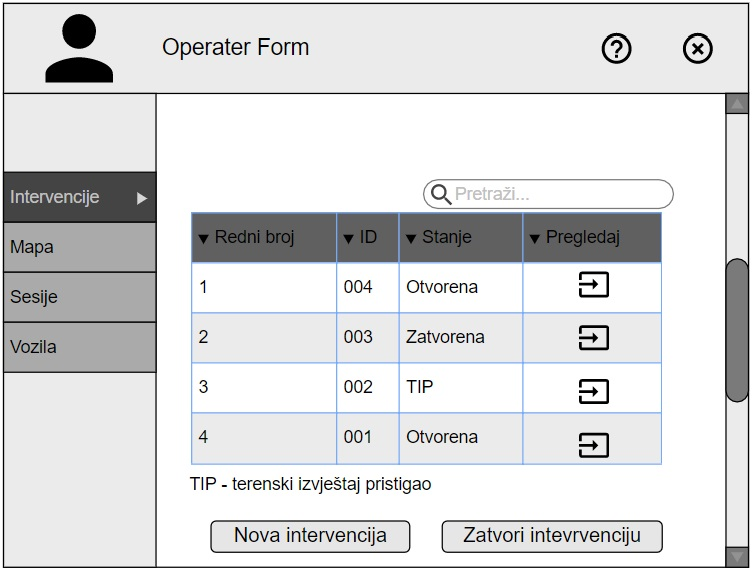 Operater Form
Intervencije
Mapa
Sesije
Vozila
Pretraži...
Redni broj ID Stanje Pregledaj
1 004 Otvorena
2 003 Zatvorena
3 002 TIP
4 001 Otvorena
TIP - terenski izvještaj pristigao
Nova intervencija Zatvori intevrvenciju